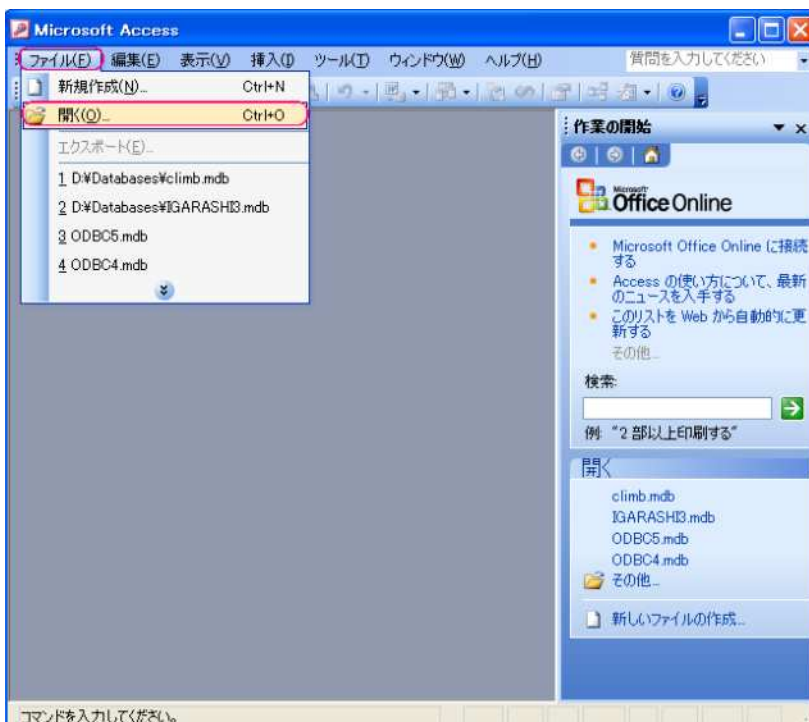 Microsoft Access
ファイル(F) 編集(E) 表示(V) 挿入(I) ツール(T) ウィンドウ(W) ヘルプ(H) 質問を入力してください
新規作成(N)... Ctrl+N
開く(O)... Ctrl+O
エクスポート(E)...
1 D:¥Databases¥climb.mdb
2 D:¥Databases¥IGARASHI3.mdb
3 ODBC5.mdb
4 ODBC4.mdb
作業の開始
Microsoft
Office Online
Microsoft Office Online に接続
する
Access の使い方について、最新
のニュースを入手する
このリストを Web から自動的に更
新する
その他...
検索:
例: "2 部以上印刷する"
開く
climb.mdb
IGARASHI3.mdb
ODBC5.mdb
ODBC4.mdb
その他...
新しいファイルの作成...
コマンドを入力してください。